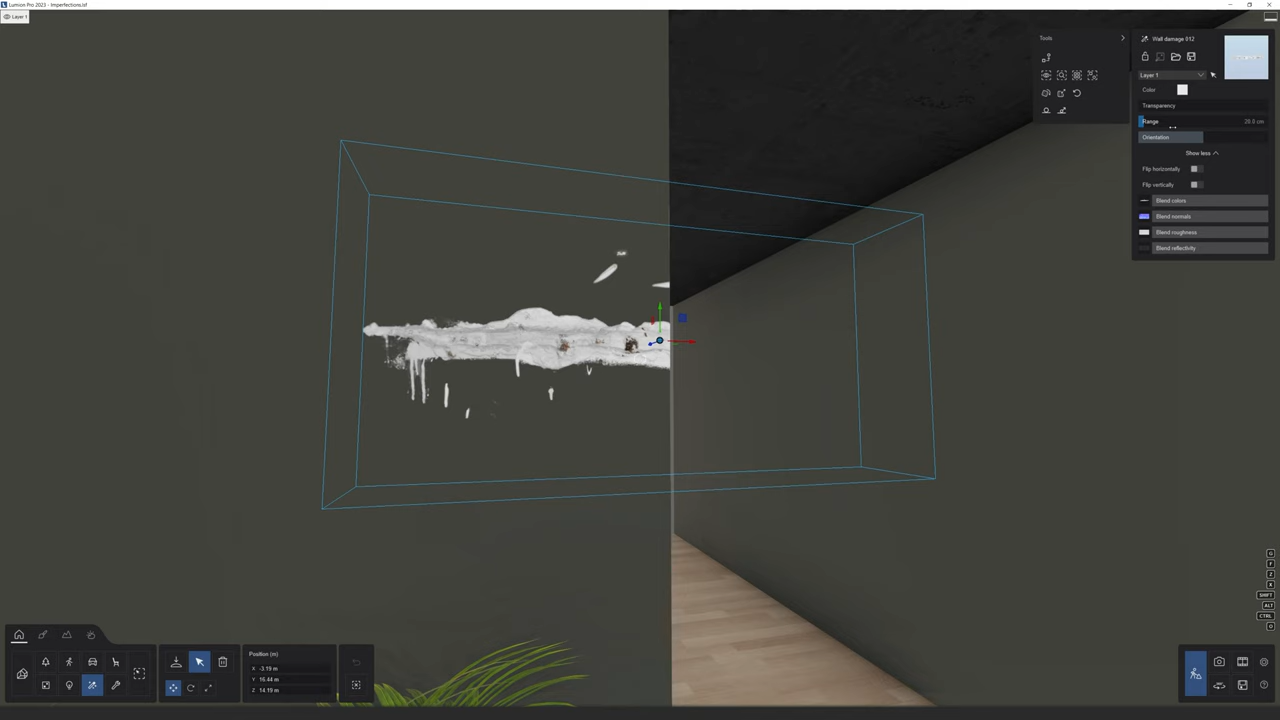 Lumion Pro 2023 - Imperfections.lsf
Layer 1
Tools
Wall damage 012
Layer 1
Color
Transparency
Range 20.0 cm
Orientation
Show less
Flip horizontally
Flip vertically
Blend colors
Blend normals
Blend roughness
Blend reflectivity
G
F
Z
X
SHIFT
ALT
CTRL
O
Position (m)
X -3.19 m
Y 16.44 m
Z 14.19 m